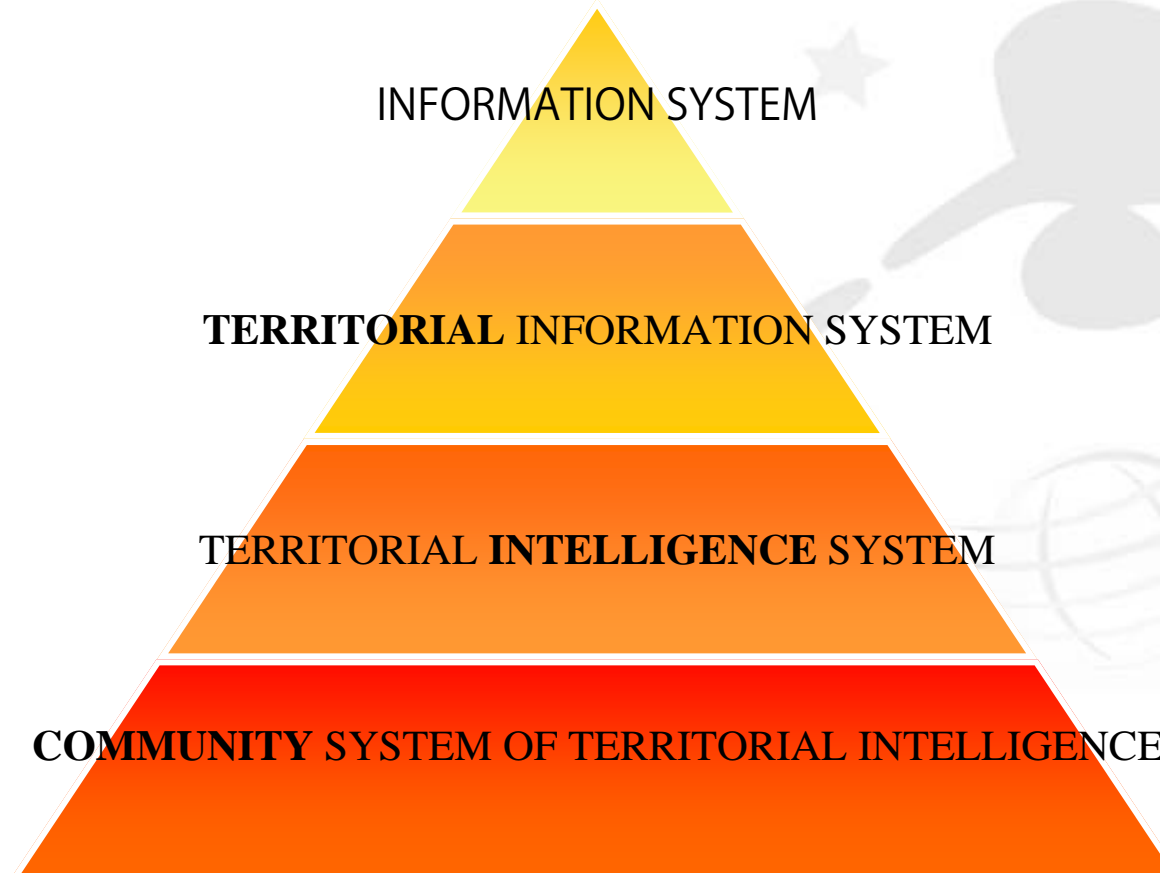 INFORMATION SYSTEM
TERRITORIAL INFORMATION SYSTEM
TERRITORIAL INTELLIGENCE SYSTEM
COMMUNITY SYSTEM OF TERRITORIAL INTELLIGENCE